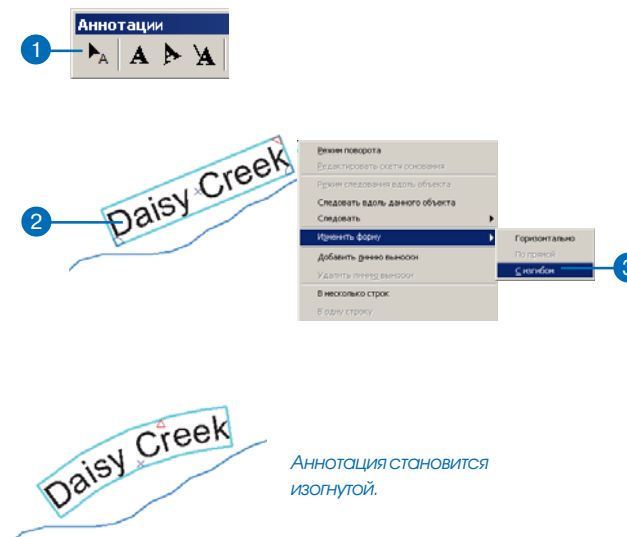 Аннотации
1
A A A A
Daisy Creek
2
Режим поворота
Редактировать скетч основания
Режим следования вдоль объекта
Следовать вдоль данного объекта
Следовать
Изменить форму
Добавить линию выноски
Удалить линию выноски
В несколько строк
В одну строку
Горизонтально
По прямой
С изгибом
3
Daisy Creek
Аннотация становится
изогнутой.